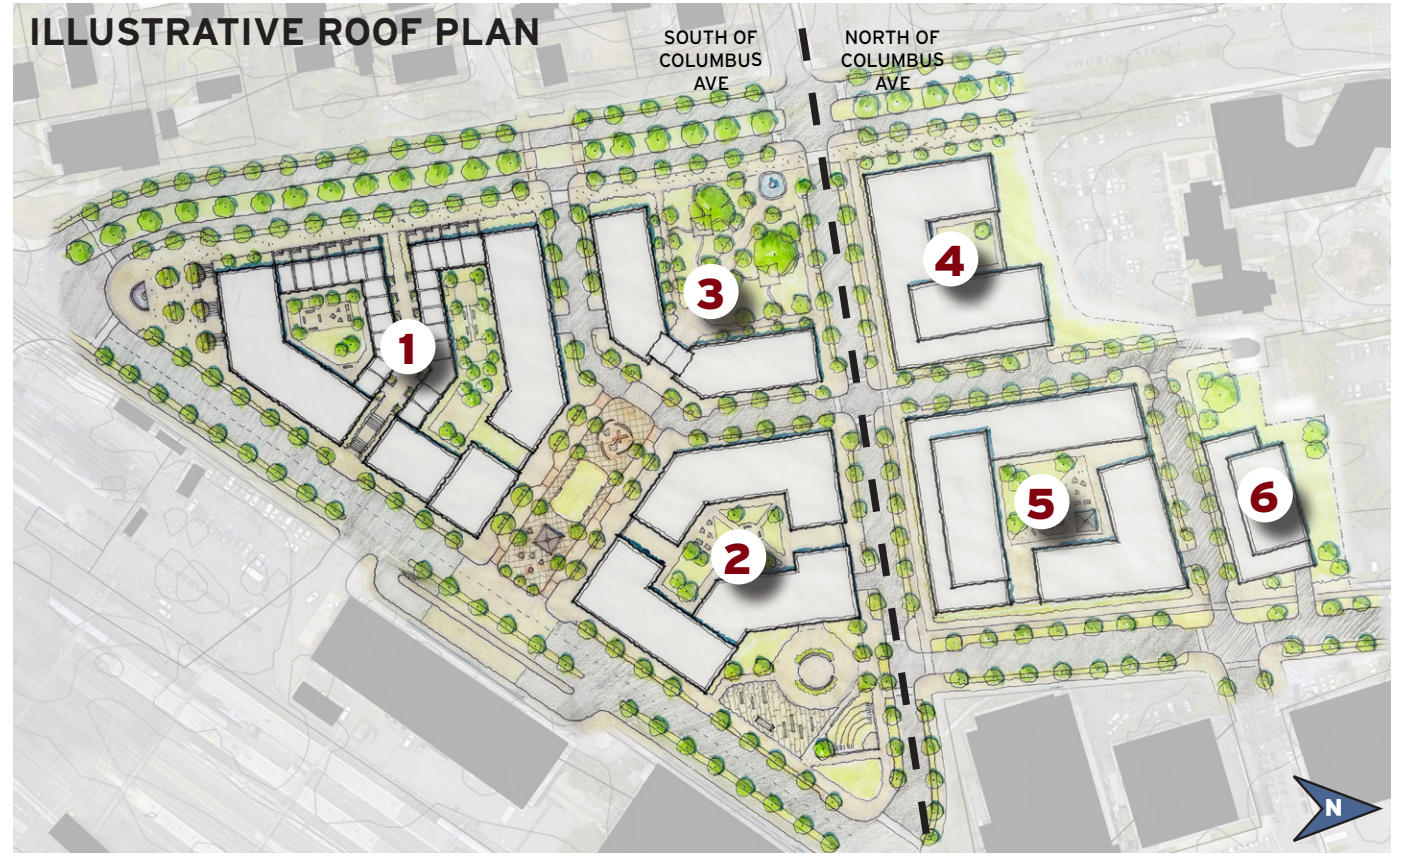 ILLUSTRATIVE ROOF PLAN
SOUTH OF
COLUMBUS
AVE
NORTH OF
COLUMBUS
AVE
CHURCH STREET
1
2
3
4
5
6
N